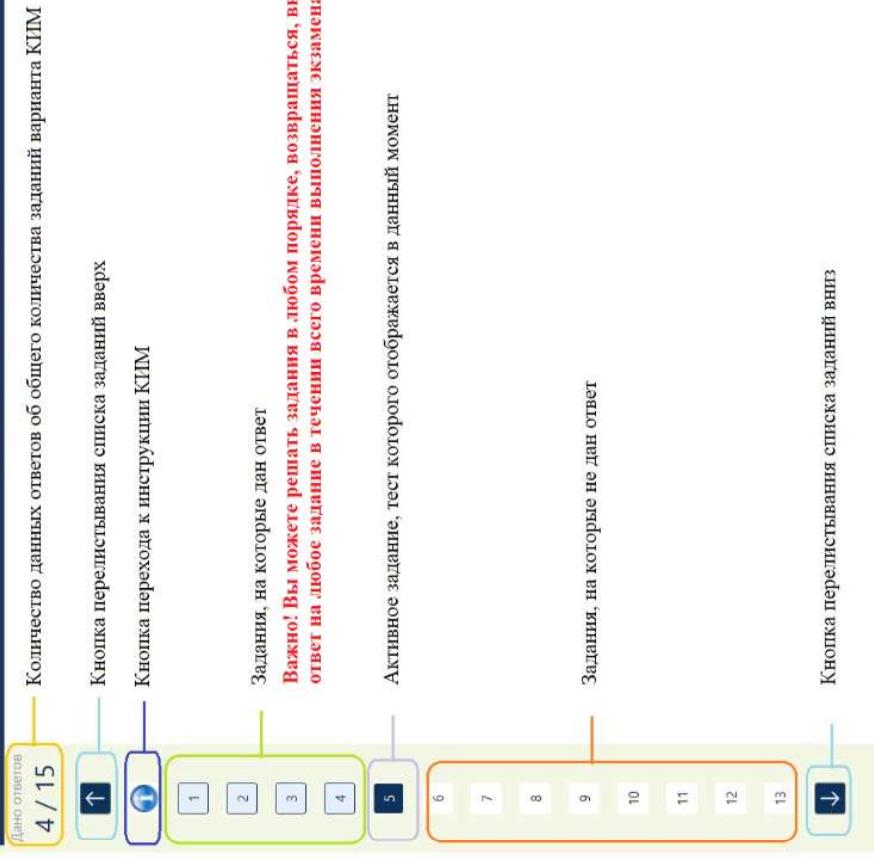 Дано ответов
4 / 15
Количество данных ответов об общего количества заданий варианта КИМ
Кнопка перелистывания списка заданий вверх
Кнопка перехода к инструкции КИМ
1
2
3
4
Задания, на которые дан ответ
Важно! Вы можете решать задания в любом порядке, возвращаться,
ответ на любое задание в течении всего времени выполнения экзамена
5
Активное задание, тест которого отображается в данный момент
6
7
8
9
10
11
12
13
Задания, на которые не дан ответ
Кнопка перелистывания списка заданий вниз